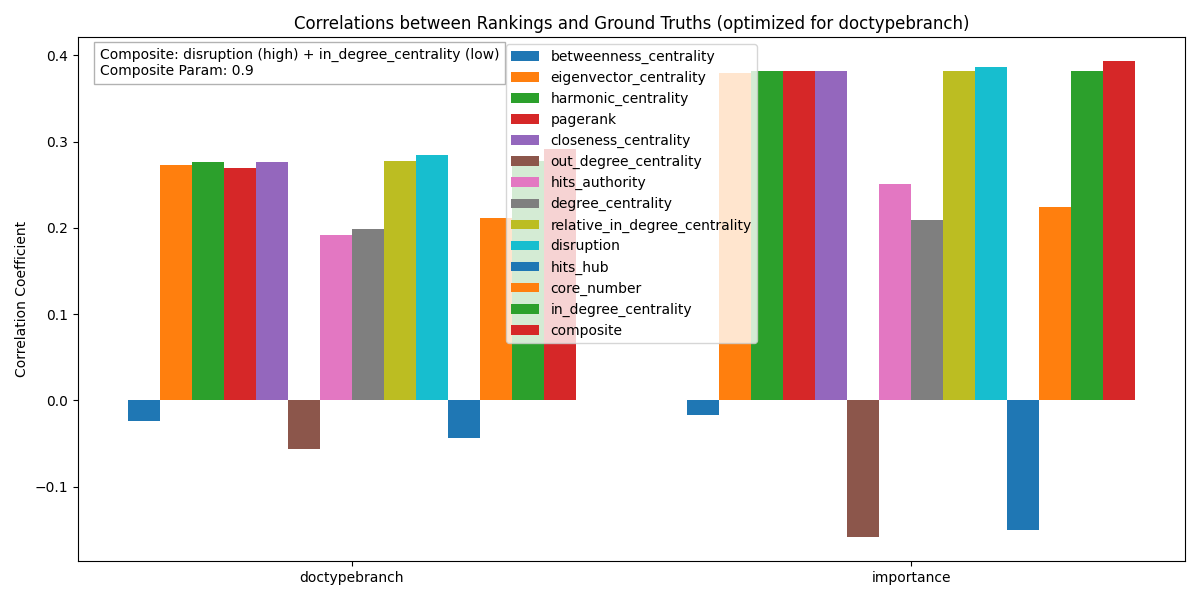 Correlations between Rankings and Ground Truths (optimized for doctypebranch)
Composite: disruption (high) + in_degree_centrality (low)
Composite Param: 0.9
betweenness_centrality
eigenvector_centrality
harmonic_centrality
pagerank
closeness_centrality
out_degree_centrality
hits_authority
degree_centrality
relative_in_degree_centrality
disruption
hits_hub
core_number
in_degree_centrality
composite
Correlation Coefficient
0.4
0.3
0.2
0.1
0.0
−0.1
doctypebranch
importance